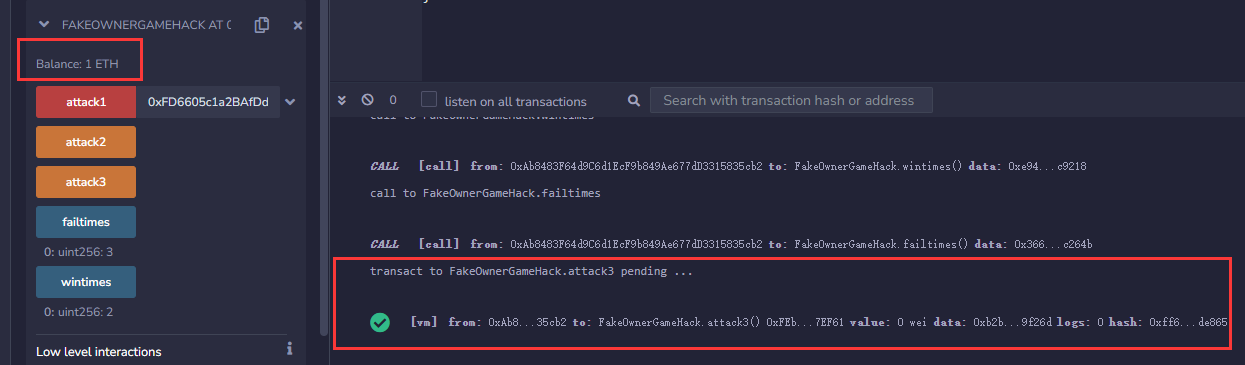 FAKEOWNERGAMEHACK AT 0
Balance: 1 ETH
attack1 0xFD6605c1a2BAfDd
attack2
attack3
failtimes
0: uint256: 3
wintimes
0: uint256: 2
Low level interactions
0 listen on all transactions Search with transaction hash or address
call to FakeOwnerGameHack.wintimes
CALL [call] from: 0xAb8483F64d9C6d1EcF9b849Ae677dD3315835cb2 to: FakeOwnerGameHack.wintimes() data: 0xe94...c9218
call to FakeOwnerGameHack.failtimes
CALL [call] from: 0xAb8483F64d9C6d1EcF9b849Ae677dD3315835cb2 to: FakeOwnerGameHack.failtimes() data: 0x366...c264b
transact to FakeOwnerGameHack.attack3 pending ...
[vm] from: 0xAb8...35cb2 to: FakeOwnerGameHack.attack3() 0xFEb...7EF61 value: 0 wei data: 0xb2b...9f26d logs: 0 hash: 0xff6...de865